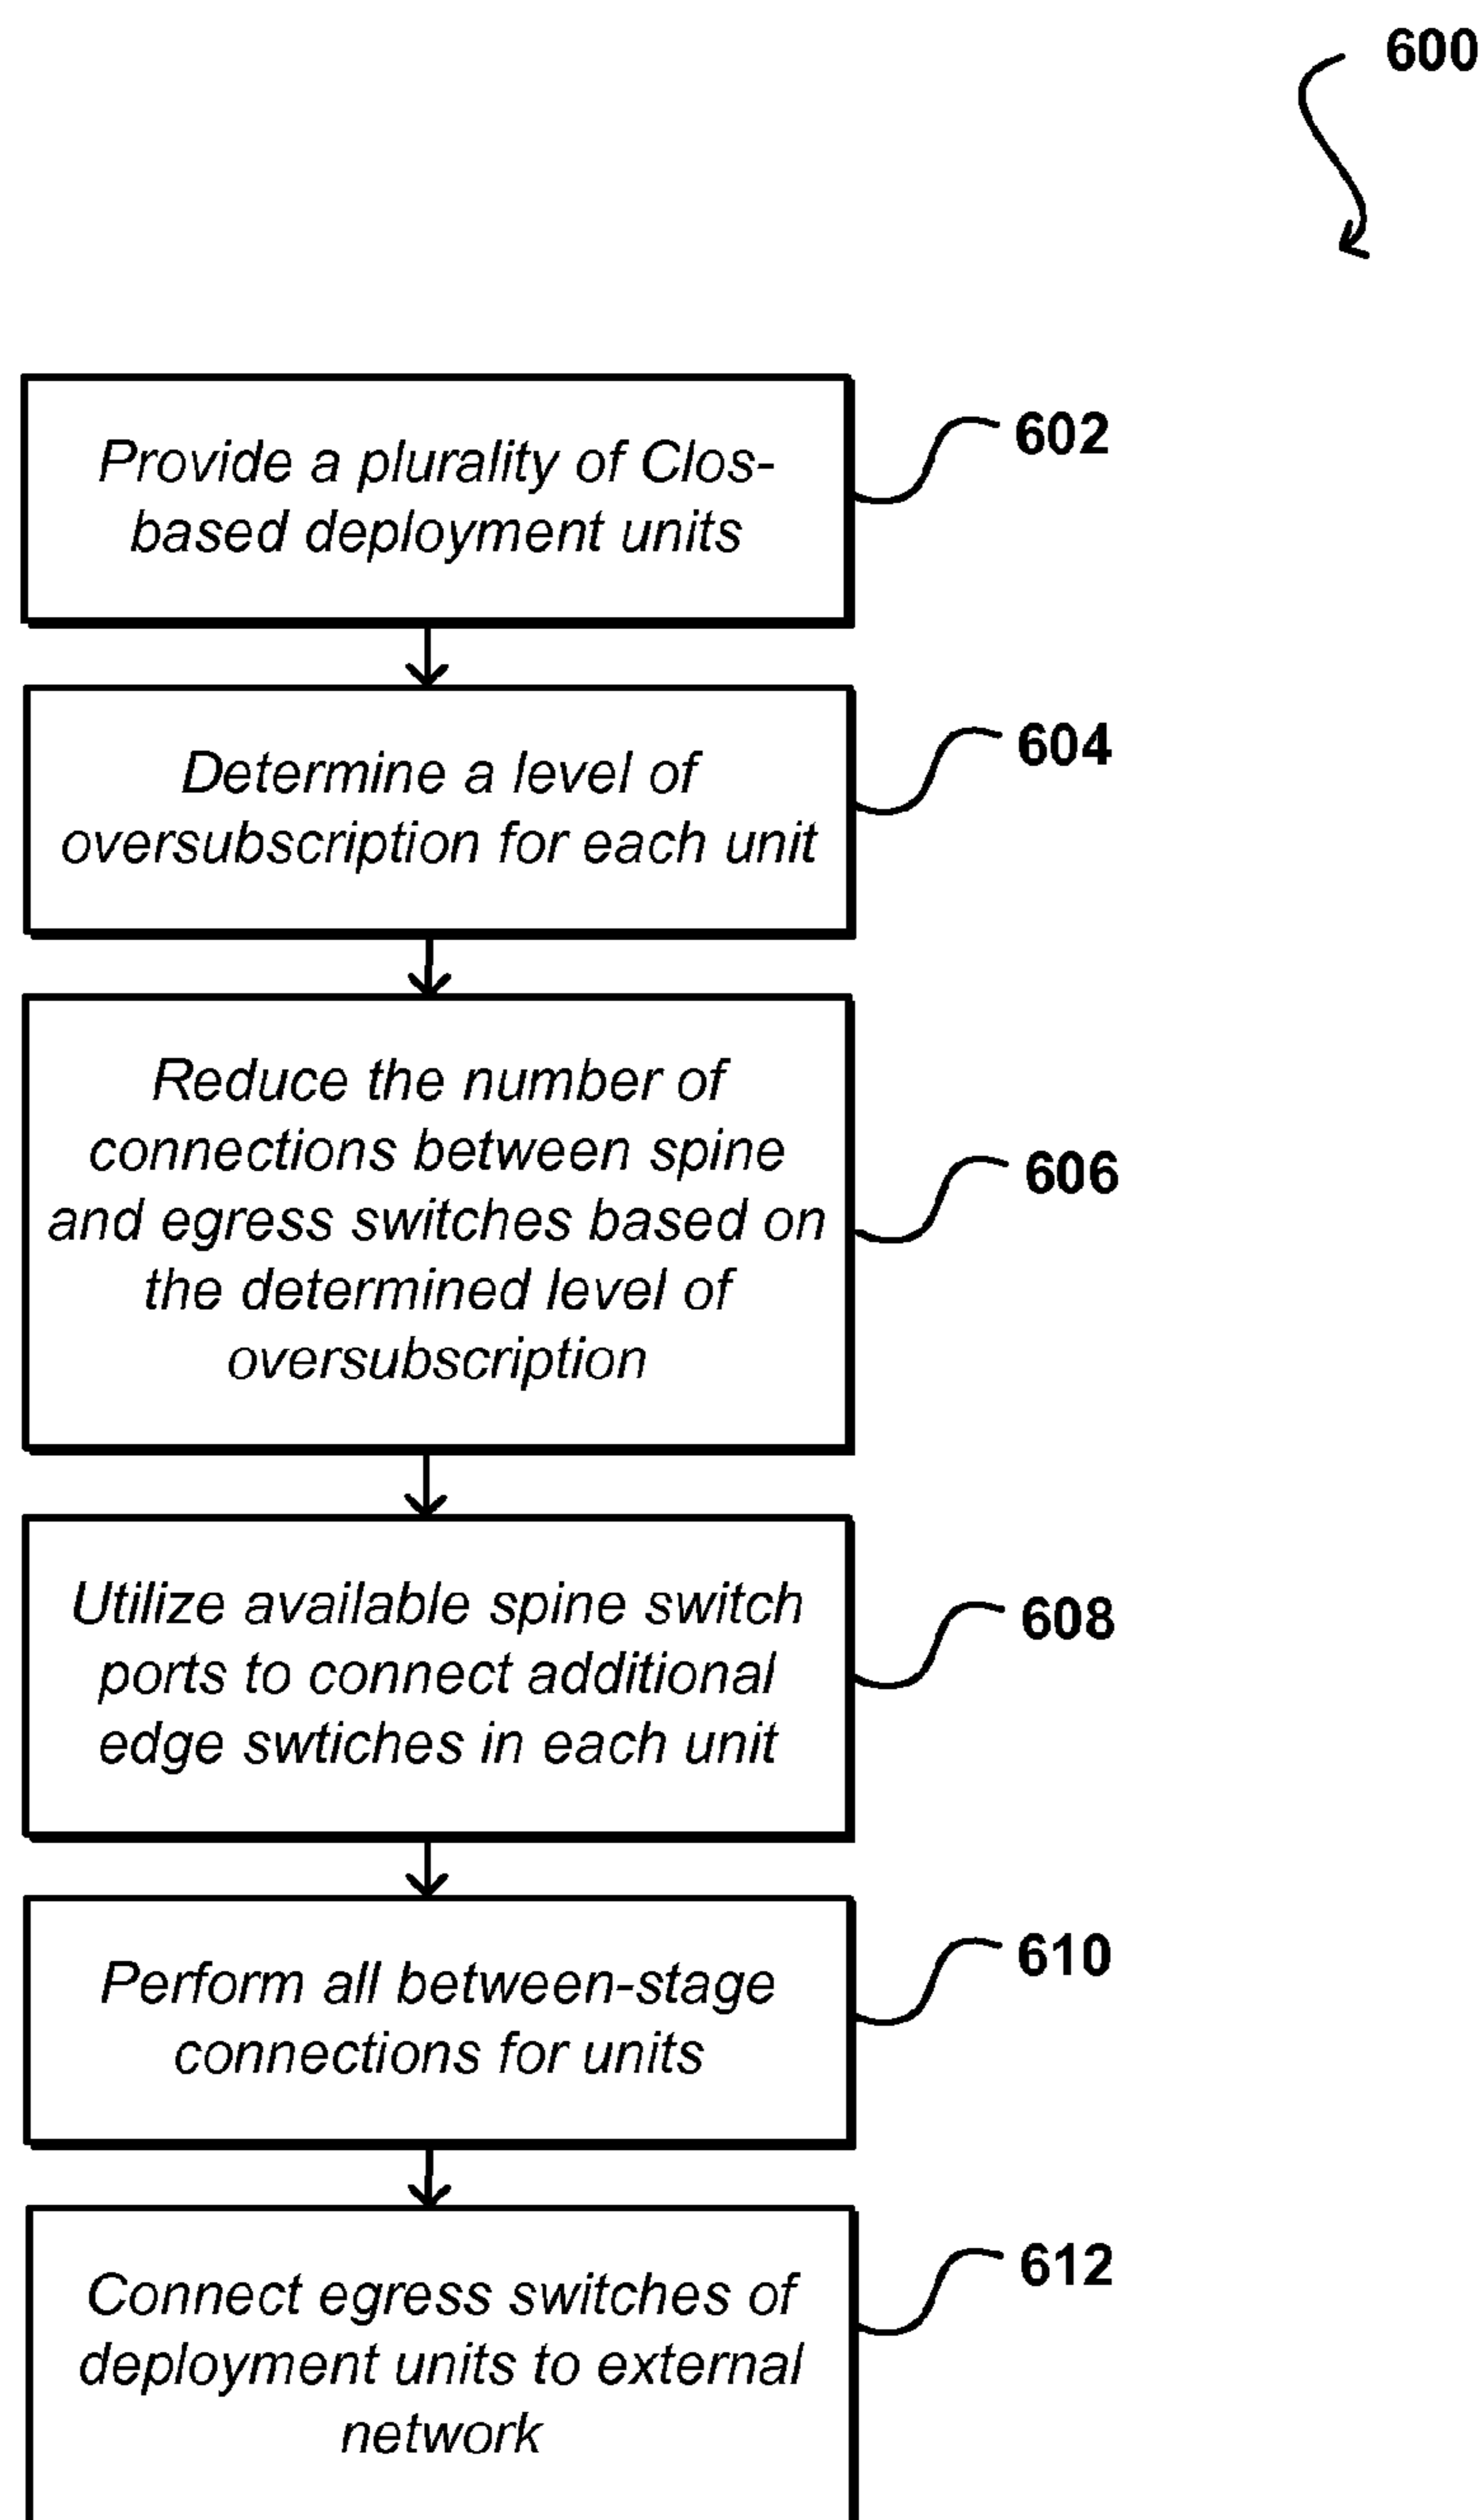 600
Provide a plurality of Clos-
based deployment units
602
Determine a level of
oversubscription for each unit
604
Reduce the number of
connections between spine
and egress switches based on
the determined level of
oversubscription
606
Utilize available spine switch
ports to connect additional
edge swtiches in each unit
608
Perform all between-stage
connections for units
610
Connect egress switches of
deployment units to external
network
612